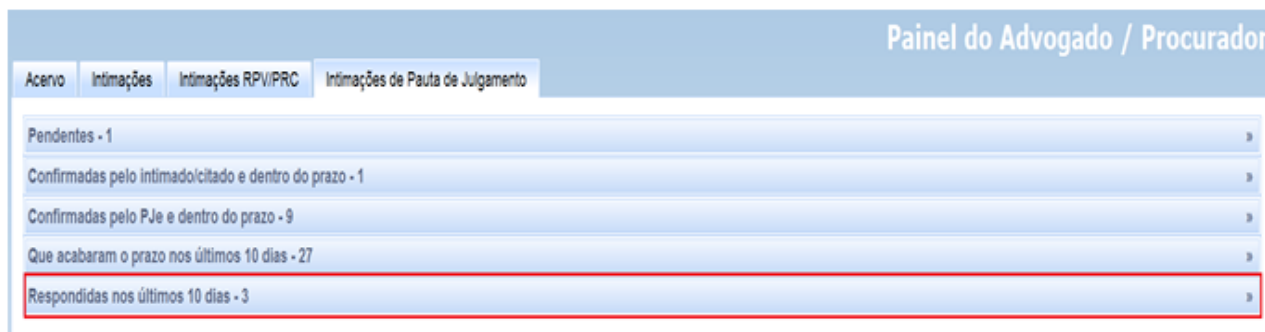 Painel do Advogado / Procurador
Acervo Intimações Intimações RPV/PRC Intimações de Pauta de Julgamento
Pendentes - 1 »
Confirmadas pelo intimado/citado e dentro do prazo - 1 »
Confirmadas pelo PJe e dentro do prazo - 9 »
Que acabaram o prazo nos últimos 10 dias - 27 »
Respondidas nos últimos 10 dias - 3 »